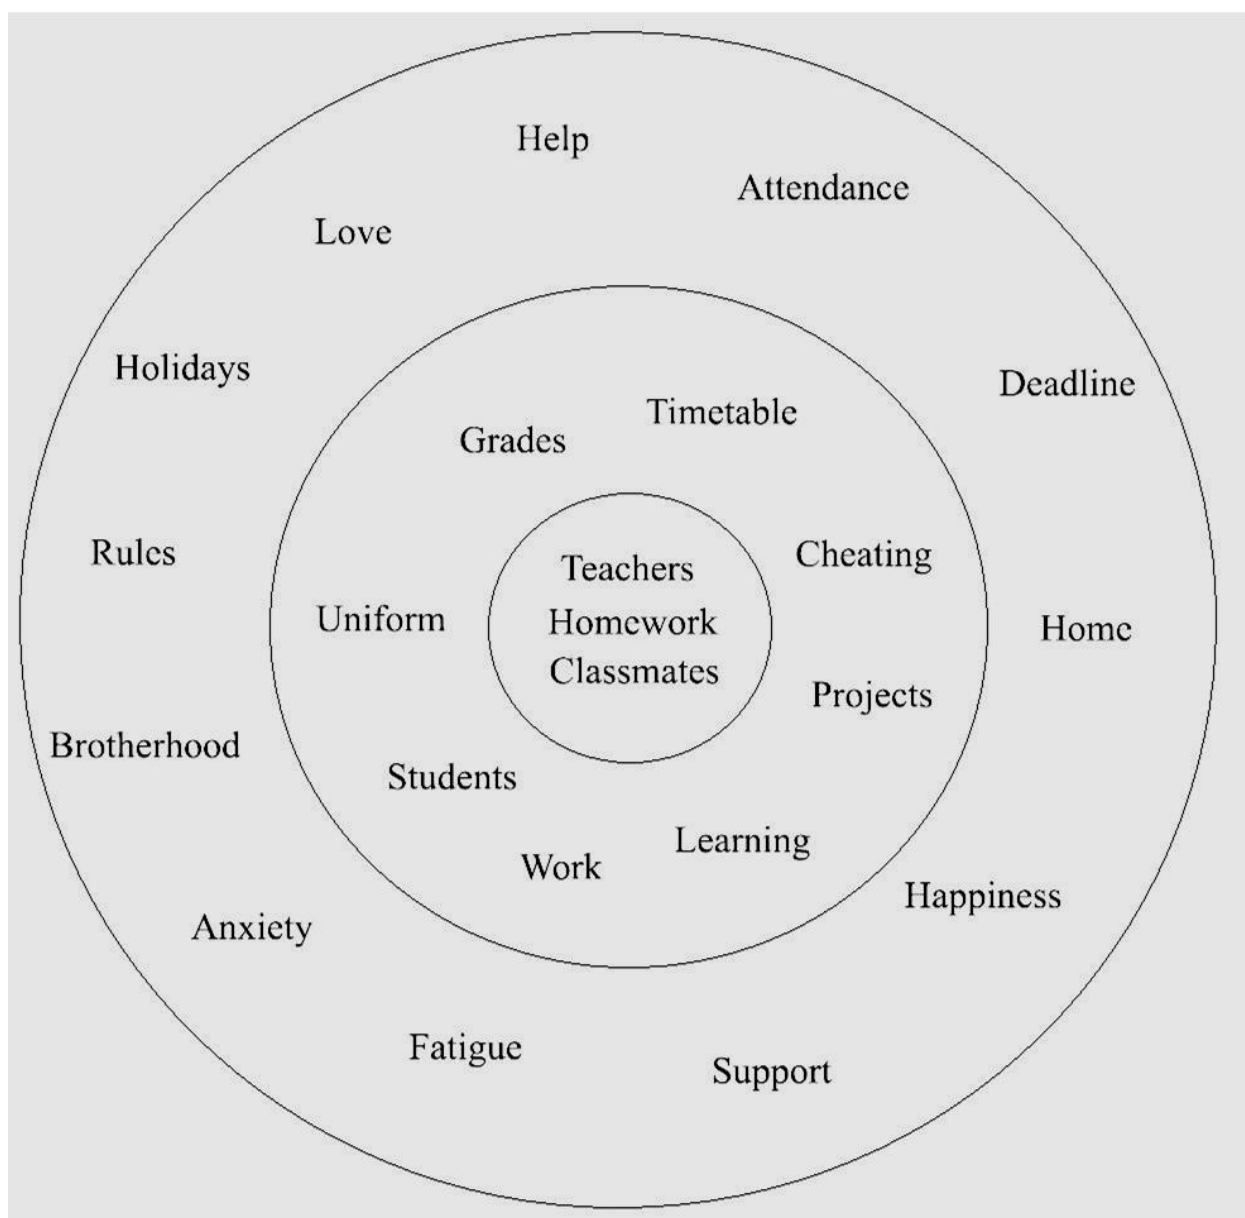 Help
Attendance
Love
Holidays
Deadline
Timetable
Grades
Rules
Cheating
Teachers
Uniform
Homework
Home
Classmates
Projects
Brotherhood
Students
Learning
Work
Happiness
Anxiety
Fatigue
Support